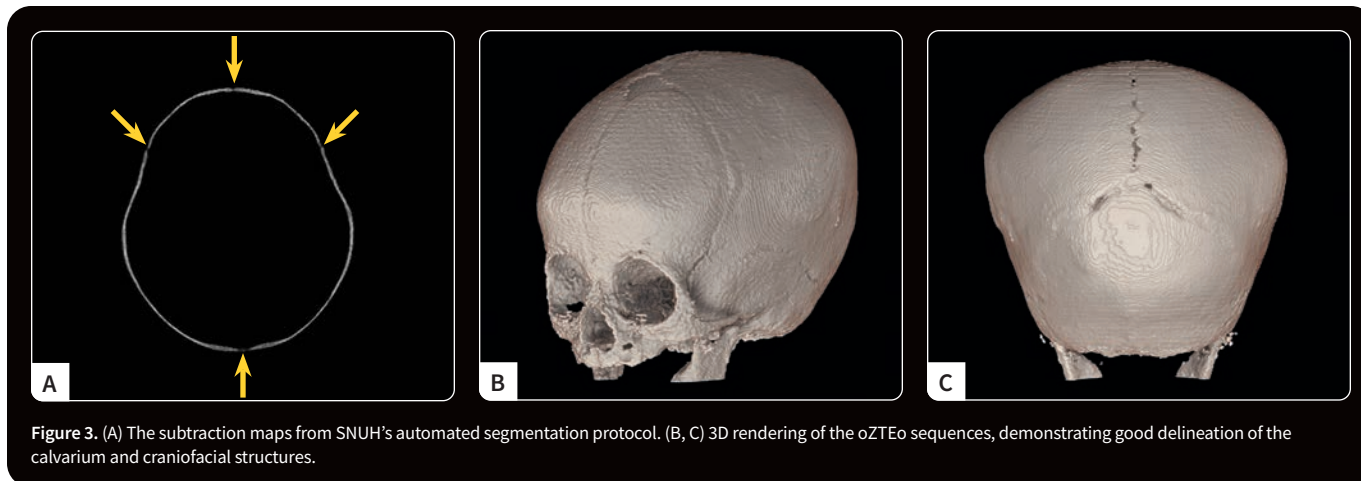 A
B
C
Figure 3. (A) The subtraction maps from SNUH’s automated segmentation protocol. (B, C) 3D rendering of the oZTEo sequences, demonstrating good delineation of the
calvarium and craniofacial structures.